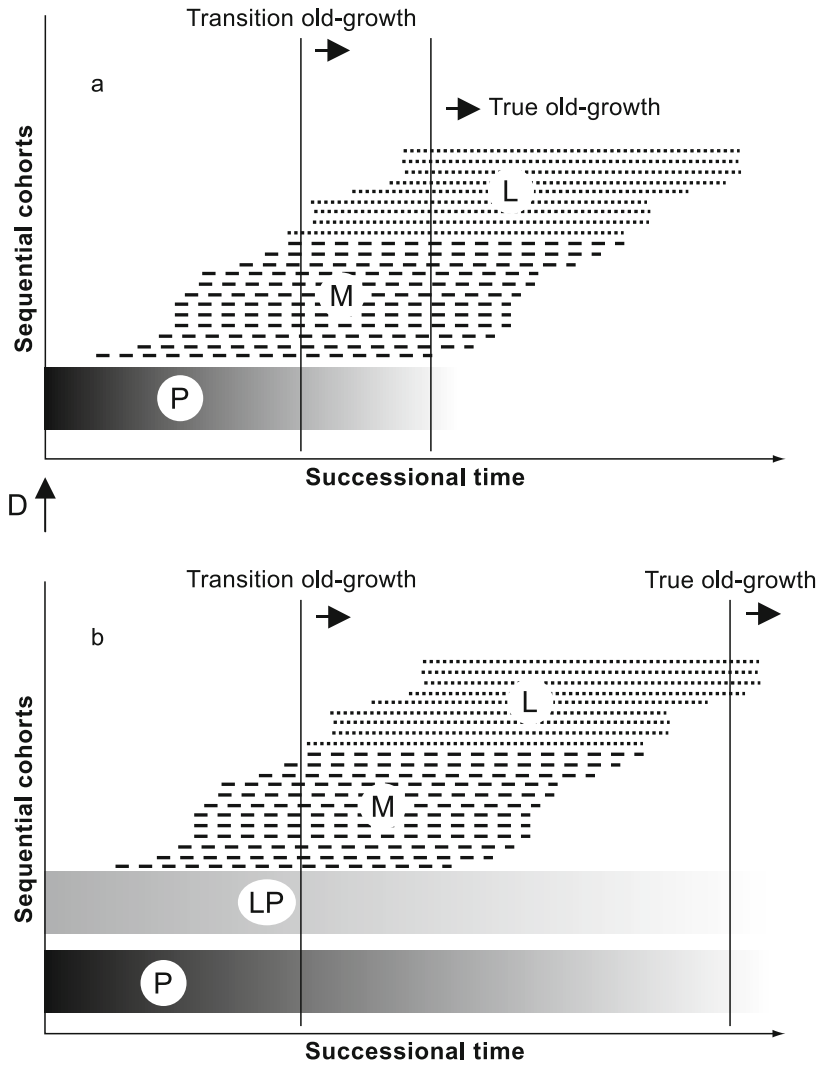 Transition old-growth
a
True old-growth
L
M
P
Sequential cohorts
Successional time
D
Transition old-growth
True old-growth
b
L
M
LP
P
Sequential cohorts
Successional time